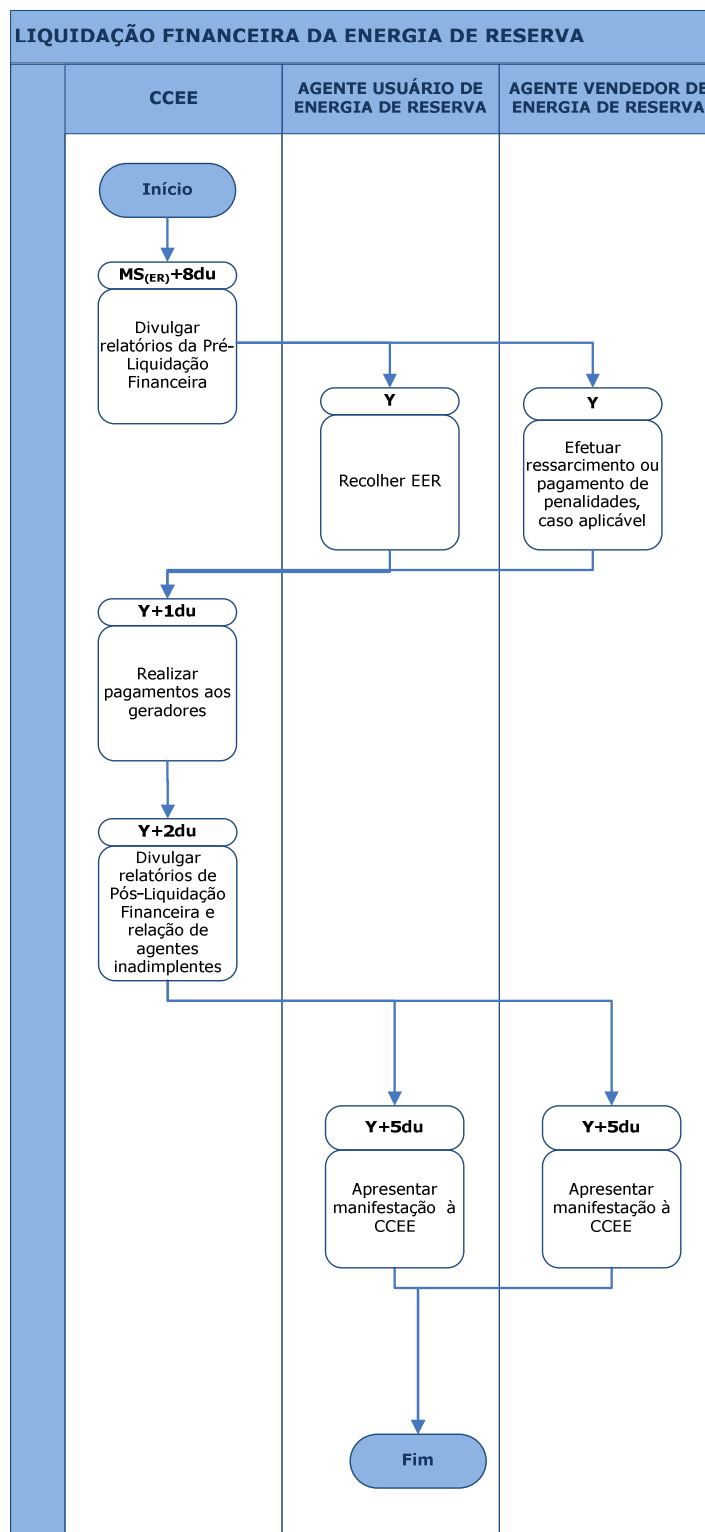 LIQUIDAÇÃO FINANCEIRA DA ENERGIA DE RESERVA
CCEE
AGENTE USUÁRIO DE
ENERGIA DE RESERVA
AGENTE VENDEDOR DE
ENERGIA DE RESERVA
Início
MS(ER)+8du
Divulgar
relatórios da Pré-
Liquidação
Financeira
Y
Recolher EER
Y
Efetuar
ressarcimento ou
pagamento de
penalidades,
caso aplicável
Y+1du
Realizar
pagamentos aos
geradores
Y+2du
Divulgar
relatórios de
Pós-Liquidação
Financeira e
relação de
agentes
inadimplentes
Y+5du
Apresentar
manifestação à
CCEE
Y+5du
Apresentar
manifestação à
CCEE
Fim